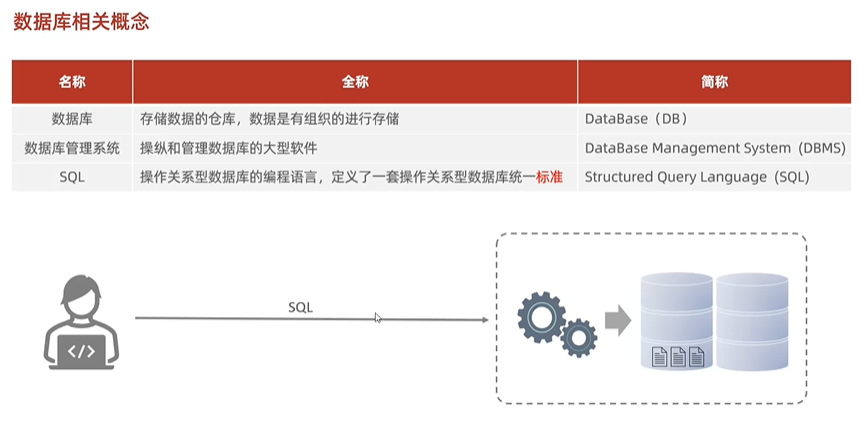 数据库相关概念
名称 全称 简称
数据库 存储数据的仓库，数据是有组织的进行存储 DataBase（DB）
数据库管理系统 操纵和管理数据库的大型软件 DataBase Management System (DBMS)
SQL 操作关系型数据库的编程语言，定义了一套操作关系型数据库统一标准 Structured Query Language (SQL)
SQL
</>